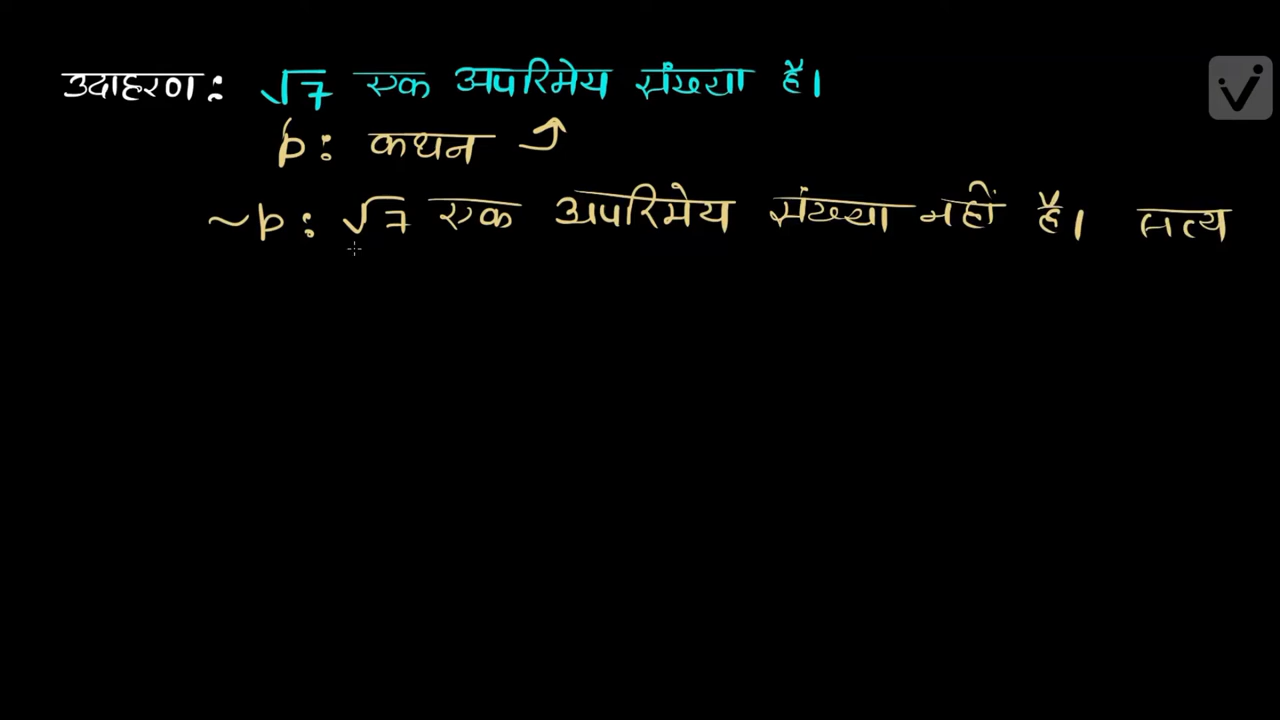 उदाहरण: √7 एक अपरिमेय संख्या है।
p: कथन
~p: √7 एक अपरिमेय संख्या नहीं है। सत्य